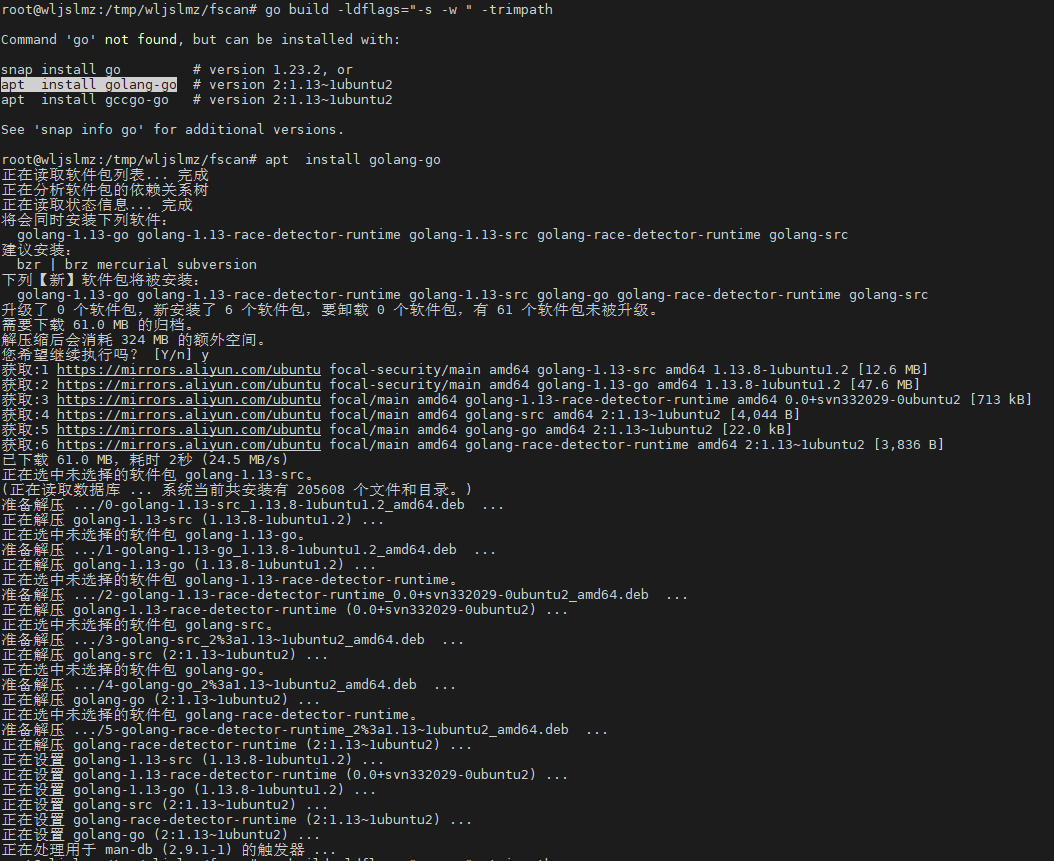 root@wljslmz:/tmp/wljslmz/fscan# go build -ldflags="-s -w " -trimpath
Command 'go' not found, but can be installed with:
snap install go         # version 1.23.2, or
apt  install golang-go  # version 2:1.13~1ubuntu2
apt  install gccgo-go   # version 2:1.13~1ubuntu2
See 'snap info go' for additional versions.
root@wljslmz:/tmp/wljslmz/fscan# apt  install golang-go
正在读取软件包列表... 完成
正在分析软件包的依赖关系树
正在读取状态信息... 完成
将会同时安装下列软件：
  golang-1.13-go golang-1.13-race-detector-runtime golang-1.13-src golang-race-detector-runtime golang-src
建议安装：
  bzr | brz mercurial subversion
下列【新】软件包将被安装：
  golang-1.13-go golang-1.13-race-detector-runtime golang-1.13-src golang-go golang-race-detector-runtime golang-src
升级了 0 个软件包，新安装了 6 个软件包，要卸载 0 个软件包，有 61 个软件包未被升级。
需要下载 61.0 MB 的归档。
解压缩后会消耗 324 MB 的额外空间。
您希望继续执行吗？ [Y/n] y
获取:1 https://mirrors.aliyun.com/ubuntu focal-security/main amd64 golang-1.13-src amd64 1.13.8-1ubuntu1.2 [12.6 MB]
获取:2 https://mirrors.aliyun.com/ubuntu focal-security/main amd64 golang-1.13-go amd64 1.13.8-1ubuntu1.2 [47.6 MB]
获取:3 https://mirrors.aliyun.com/ubuntu focal/main amd64 golang-1.13-race-detector-runtime amd64 0.0+svn332029-0ubuntu2 [713 kB]
获取:4 https://mirrors.aliyun.com/ubuntu focal/main amd64 golang-src amd64 2:1.13~1ubuntu2 [4,044 B]
获取:5 https://mirrors.aliyun.com/ubuntu focal/main amd64 golang-go amd64 2:1.13~1ubuntu2 [22.0 kB]
获取:6 https://mirrors.aliyun.com/ubuntu focal/main amd64 golang-race-detector-runtime amd64 2:1.13~1ubuntu2 [3,836 B]
已下载 61.0 MB，耗时 2秒 (24.5 MB/s)
正在选中未选择的软件包 golang-1.13-src。
(正在读取数据库 ... 系统当前共安装有 205608 个文件和目录。)
准备解压 .../0-golang-1.13-src_1.13.8-1ubuntu1.2_amd64.deb  ...
正在解压 golang-1.13-src (1.13.8-1ubuntu1.2) ...
正在选中未选择的软件包 golang-1.13-go。
准备解压 .../1-golang-1.13-go_1.13.8-1ubuntu1.2_amd64.deb  ...
正在解压 golang-1.13-go (1.13.8-1ubuntu1.2) ...
正在选中未选择的软件包 golang-1.13-race-detector-runtime。
准备解压 .../2-golang-1.13-race-detector-runtime_0.0+svn332029-0ubuntu2_amd64.deb  ...
正在解压 golang-1.13-race-detector-runtime (0.0+svn332029-0ubuntu2) ...
正在选中未选择的软件包 golang-src。
准备解压 .../3-golang-src_2%3a1.13~1ubuntu2_amd64.deb  ...
正在解压 golang-src (2:1.13~1ubuntu2) ...
正在选中未选择的软件包 golang-go。
准备解压 .../4-golang-go_2%3a1.13~1ubuntu2_amd64.deb  ...
正在解压 golang-go (2:1.13~1ubuntu2) ...
正在选中未选择的软件包 golang-race-detector-runtime。
准备解压 .../5-golang-race-detector-runtime_2%3a1.13~1ubuntu2_amd64.deb  ...
正在解压 golang-race-detector-runtime (2:1.13~1ubuntu2) ...
正在设置 golang-1.13-src (1.13.8-1ubuntu1.2) ...
正在设置 golang-1.13-race-detector-runtime (0.0+svn332029-0ubuntu2) ...
正在设置 golang-1.13-go (1.13.8-1ubuntu1.2) ...
正在设置 golang-src (2:1.13~1ubuntu2) ...
正在设置 golang-race-detector-runtime (2:1.13~1ubuntu2) ...
正在设置 golang-go (2:1.13~1ubuntu2) ...
正在处理用于 man-db (2.9.1-1) 的触发器 ...